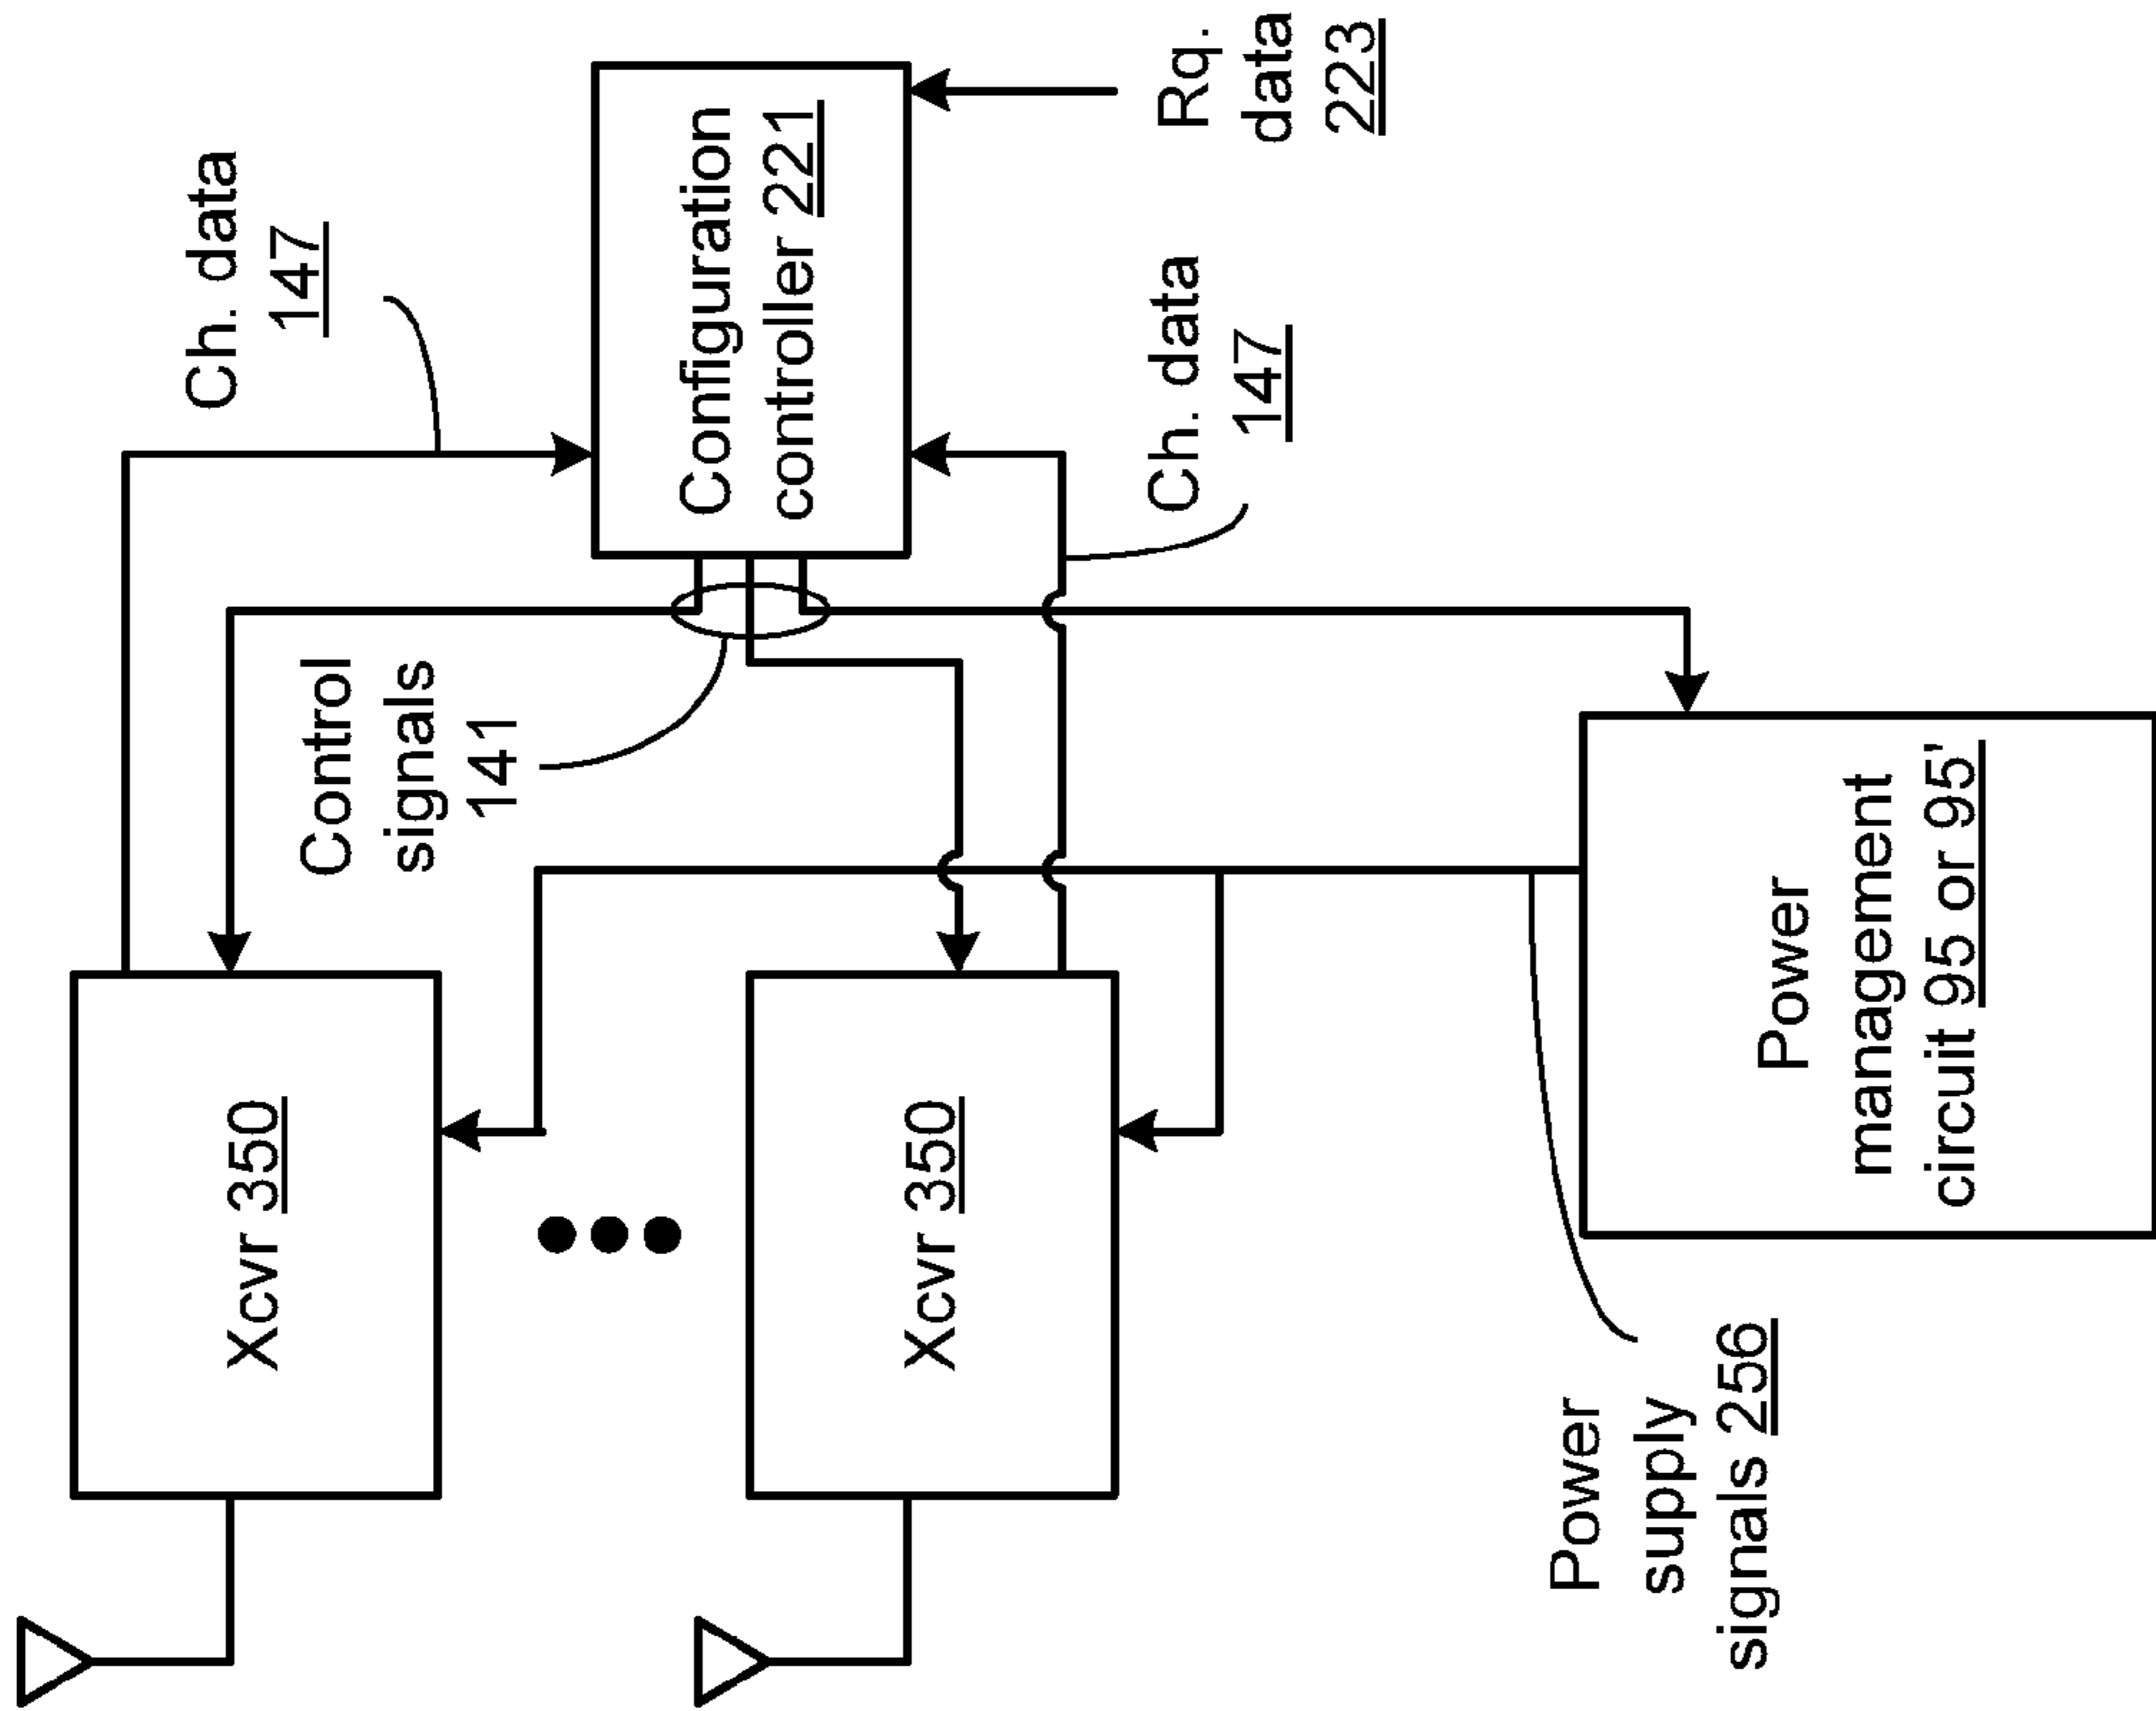 Ch. data
147
Control
signals
141
Configuration
controller 221
Xcvr 350
Rq.
data
223
Ch. data
147
Xcvr 350
Power
management
circuit 95 or 95'
Power
supply
signals 256